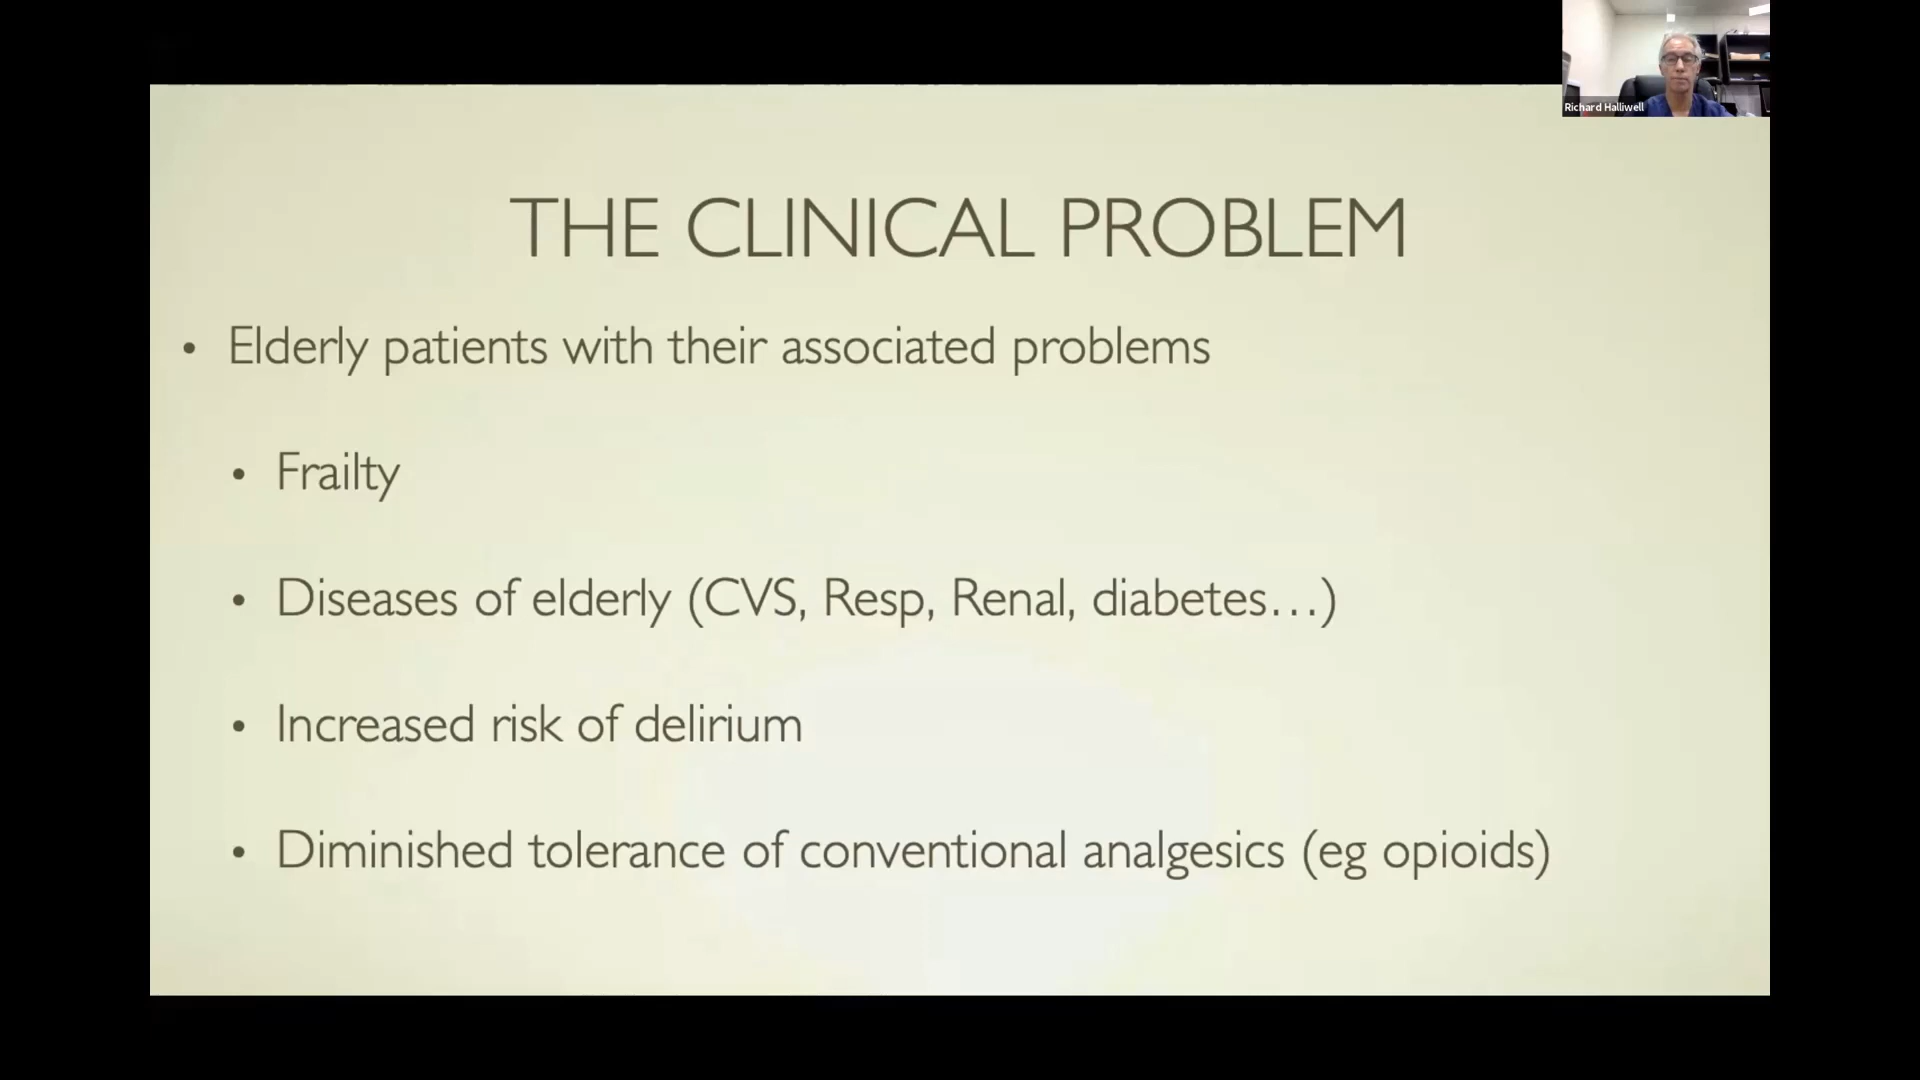 Richard Halliwell
THE CLINICAL PROBLEM
• Elderly patients with their associated problems
• Frailty
• Diseases of elderly (CVS, Resp, Renal, diabetes…)
• Increased risk of delirium
• Diminished tolerance of conventional analgesics (eg opioids)